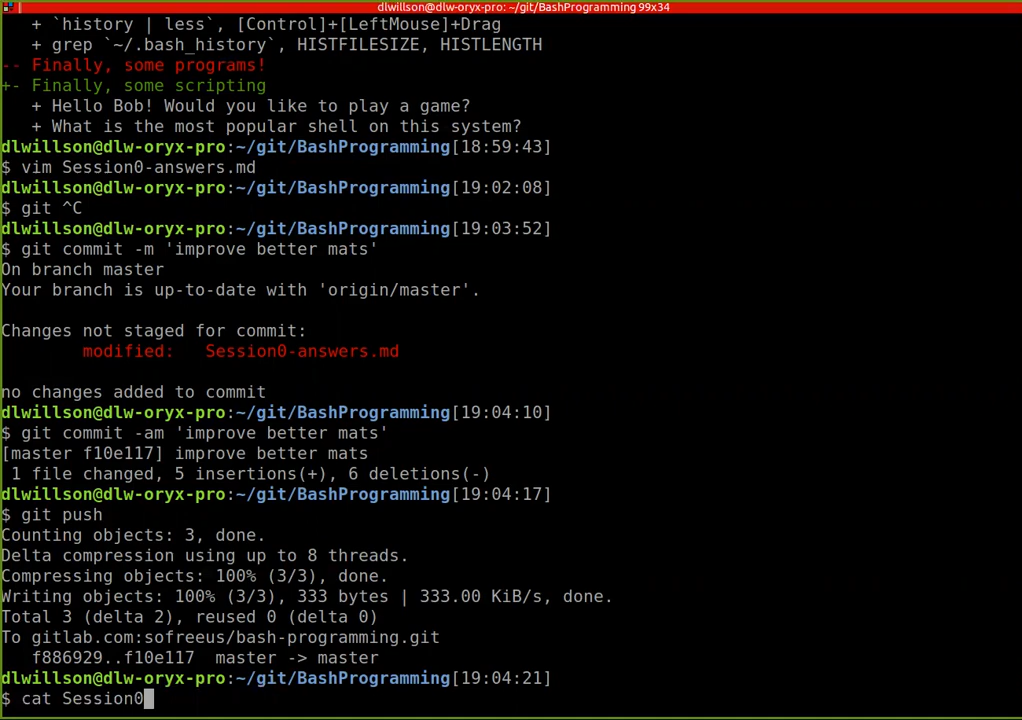 dlwillson@dlw-oryx-pro: ~/git/BashProgramming 99x34
+ `history | less`, [Control]+[LeftMouse]+Drag
+ grep `~/.bash_history`, HISTFILESIZE, HISTLENGTH
-- Finally, some programs!
+- Finally, some scripting
+ Hello Bob! Would you like to play a game?
+ What is the most popular shell on this system?
dlwillson@dlw-oryx-pro:~/git/BashProgramming[18:59:43]
$ vim Session0-answers.md
dlwillson@dlw-oryx-pro:~/git/BashProgramming[19:02:08]
$ git ^C
dlwillson@dlw-oryx-pro:~/git/BashProgramming[19:03:52]
$ git commit -m 'improve better mats'
On branch master
Your branch is up-to-date with 'origin/master'.
Changes not staged for commit:
modified:   Session0-answers.md
no changes added to commit
dlwillson@dlw-oryx-pro:~/git/BashProgramming[19:04:10]
$ git commit -am 'improve better mats'
[master f10e117] improve better mats
1 file changed, 5 insertions(+), 6 deletions(-)
dlwillson@dlw-oryx-pro:~/git/BashProgramming[19:04:17]
$ git push
Counting objects: 3, done.
Delta compression using up to 8 threads.
Compressing objects: 100% (3/3), done.
Writing objects: 100% (3/3), 333 bytes | 333.00 KiB/s, done.
Total 3 (delta 2), reused 0 (delta 0)
To gitlab.com:sofreeus/bash-programming.git
f886929..f10e117  master -> master
dlwillson@dlw-oryx-pro:~/git/BashProgramming[19:04:21]
$ cat Session0